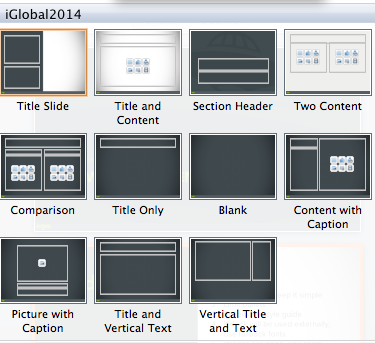 iGlobal2014
Title Slide
Title and
Content
Section Header
Two Content
Comparison
Title Only
Blank
Content with
Caption
Picture with
Caption
Title and
Vertical Text
Vertical Title
and Text